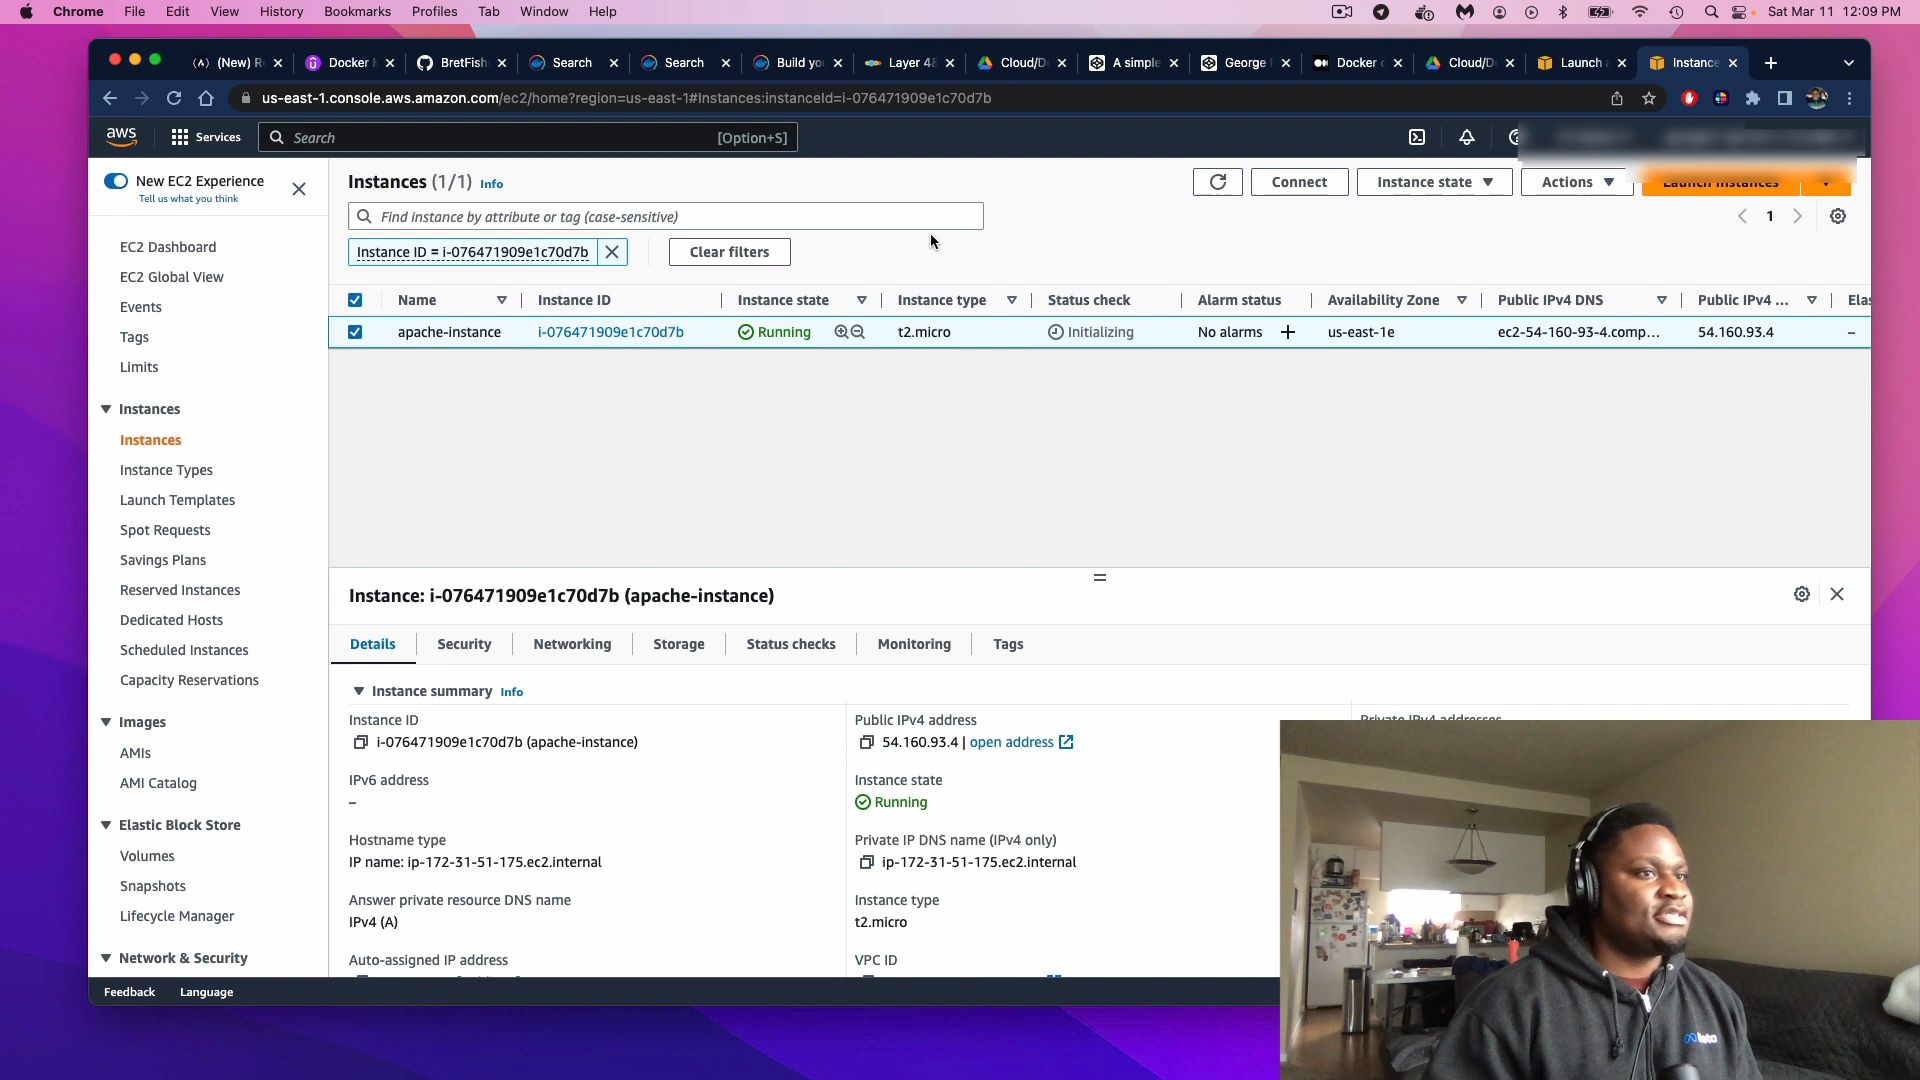 Chrome File Edit View History Bookmarks Profiles Tab Window Help Sat Mar 11 12:09 PM
(New) R Docker BretFish Search Search Build yo Layer 4 Cloud/D A simple George Docker Cloud/D Launch Instance
us-east-1.console.aws.amazon.com/ec2/home?region=us-east-1#Instances:instanceId=i-076471909e1c70d7b
aws Services Search [Option+S]
New EC2 Experience
Tell us what you think
Instances (1/1) Info Connect Instance state Actions Launch instances
Find instance by attribute or tag (case-sensitive) 1
Instance ID = i-076471909e1c70d7b Clear filters
EC2 Dashboard
EC2 Global View
Events
Tags
Limits
Instances
Instances
Instance Types
Launch Templates
Spot Requests
Savings Plans
Reserved Instances
Dedicated Hosts
Scheduled Instances
Capacity Reservations
Images
AMIs
AMI Catalog
Elastic Block Store
Volumes
Snapshots
Lifecycle Manager
Network & Security
Name Instance ID Instance state Instance type Status check Alarm status Availability Zone Public IPv4 DNS Public IPv4 ... Elas
apache-instance i-076471909e1c70d7b Running t2.micro Initializing No alarms + us-east-1e ec2-54-160-93-4.comp... 54.160.93.4 –
Instance: i-076471909e1c70d7b (apache-instance)
Details Security Networking Storage Status checks Monitoring Tags
Instance summary Info
Instance ID
i-076471909e1c70d7b (apache-instance)
IPv6 address
–
Hostname type
IP name: ip-172-31-51-175.ec2.internal
Answer private resource DNS name
IPv4 (A)
Auto-assigned IP address
Public IPv4 address
54.160.93.4 | open address
Instance state
Running
Private IP DNS name (IPv4 only)
ip-172-31-51-175.ec2.internal
Instance type
t2.micro
VPC ID
Private IPv4 addresses
Feedback Language
Meta